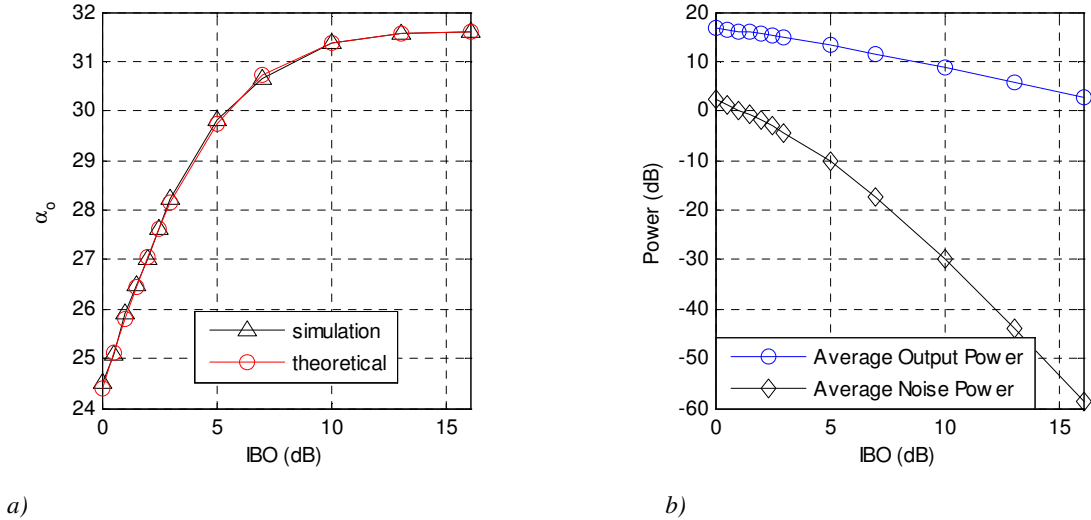 32
31
30
29
28
27
26
25
24
αo
0
5
10
15
IBO (dB)
simulation
theoretical
a)
20
10
0
-10
-20
-30
-40
-50
-60
Power (dB)
0
5
10
15
IBO (dB)
Average Output Power
Average Noise Power
b)